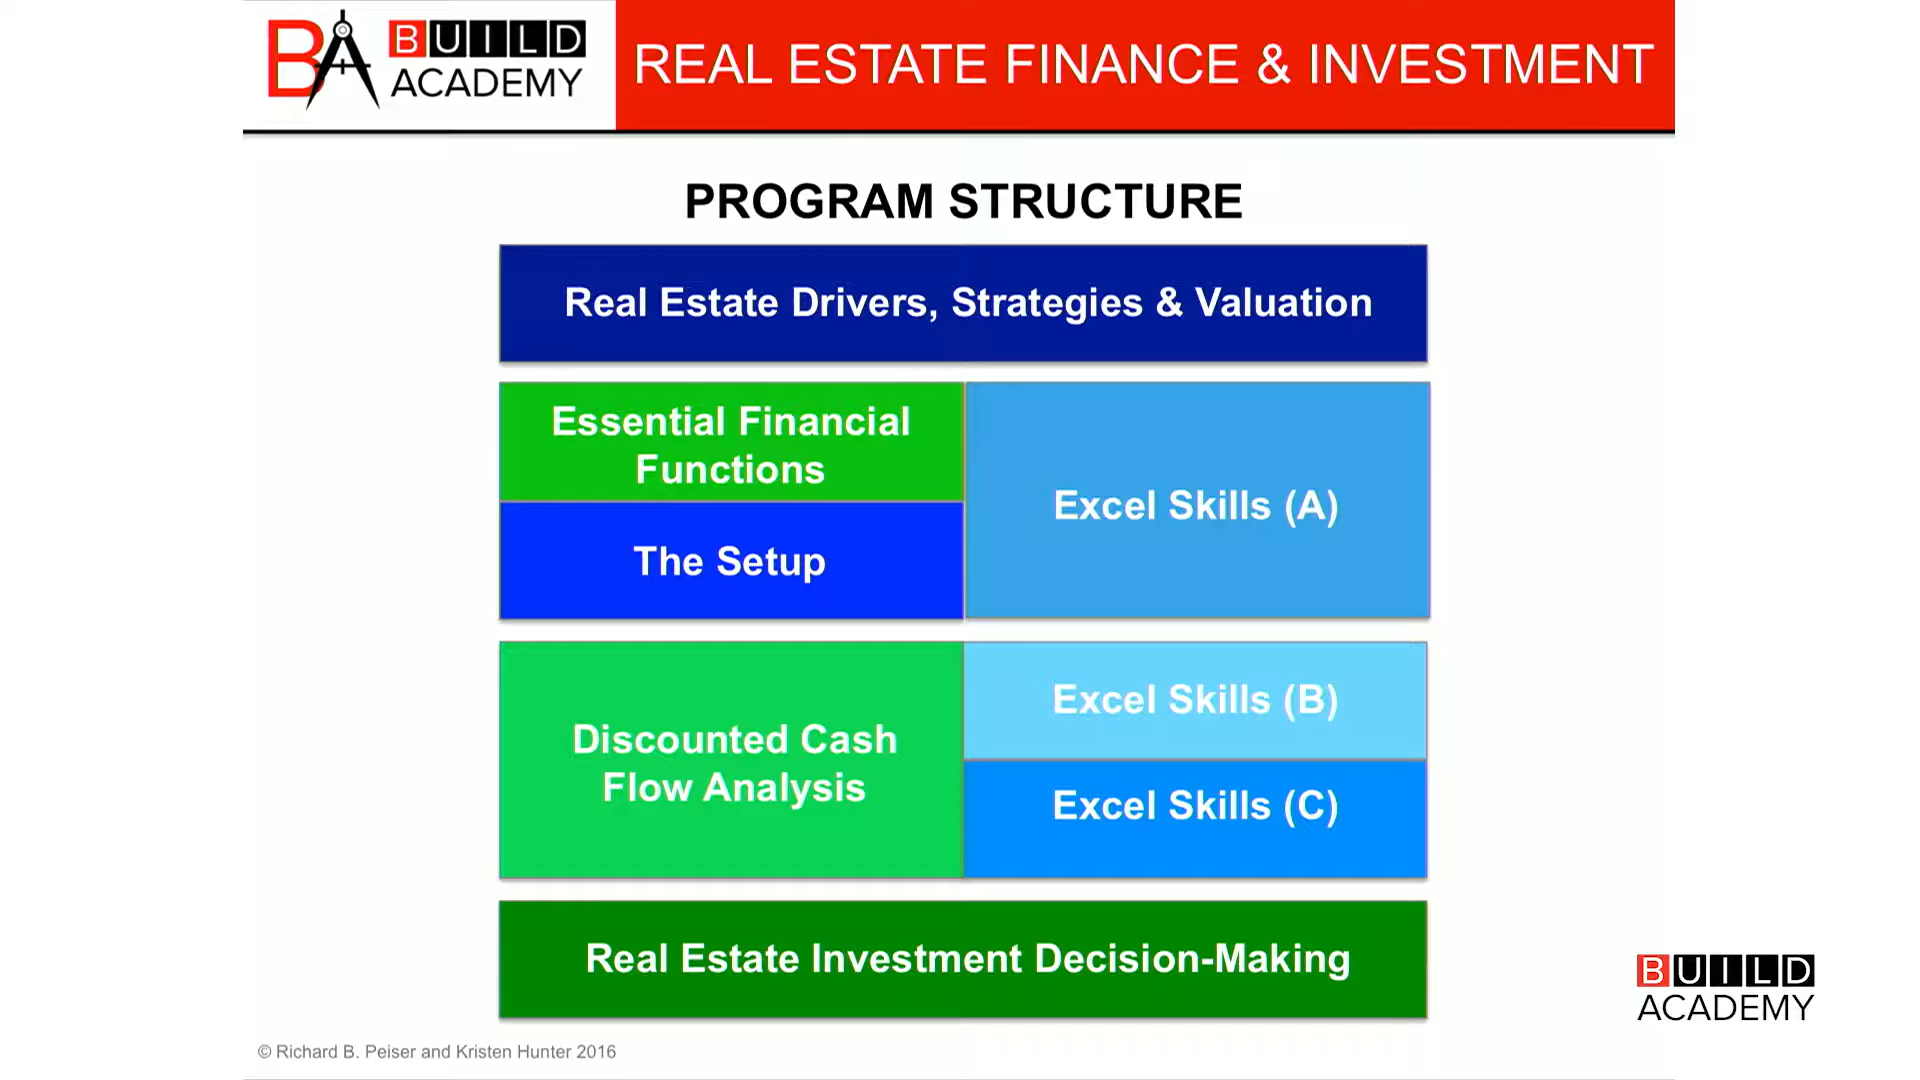 BA BUILD
ACADEMY
REAL ESTATE FINANCE & INVESTMENT
PROGRAM STRUCTURE
Real Estate Drivers, Strategies & Valuation
Essential Financial
Functions
Excel Skills (A)
The Setup
Discounted Cash
Flow Analysis
Excel Skills (B)
Excel Skills (C)
Real Estate Investment Decision-Making
BUILD
ACADEMY
© Richard B. Peiser and Kristen Hunter 2016